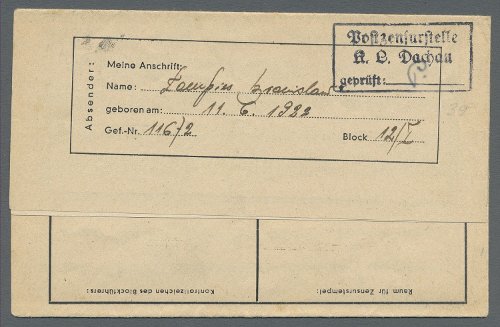 Postzensurstelle
K. L. Dachau
geprüft:
Absender:
Meine Anschrift:
Name:
geboren am: 11. 6. 1922
Gef.-Nr. 11672 Block 12/I
39
Kontrollzeichen des Blockführers:
Raum für Zensurstempel: